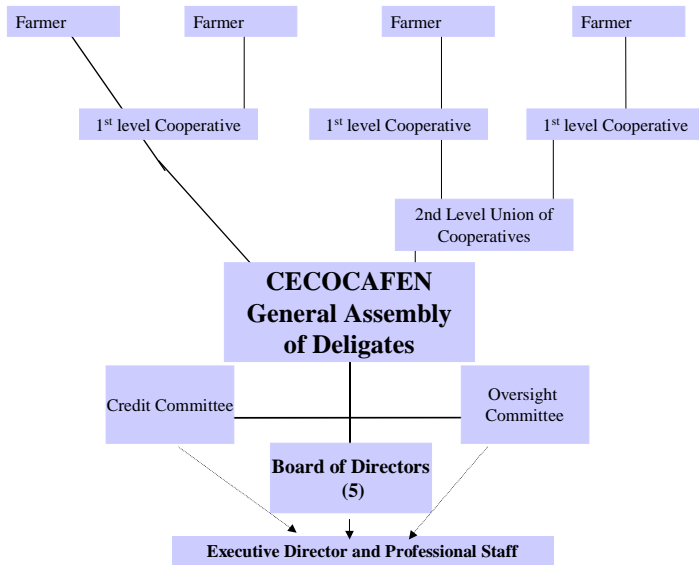 Farmer
Farmer
Farmer
Farmer
1st level Cooperative
1st level Cooperative
1st level Cooperative
2nd Level Union of
Cooperatives
CECOCAFEN
General Assembly
of Deligates
Credit Committee
Oversight
Committee
Board of Directors
(5)
Executive Director and Professional Staff